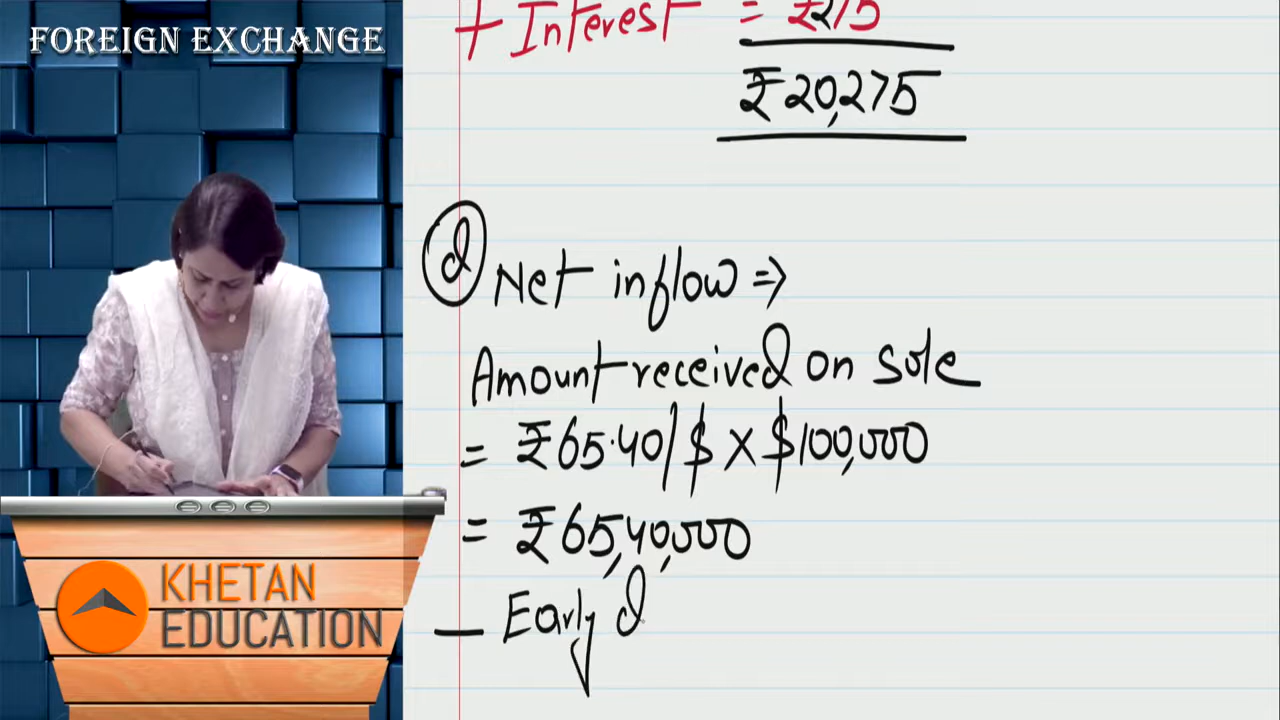 FOREIGN EXCHANGE
+ Interest = ₹275
₹20,275
d Net inflow ⇒
Amount received on sale
= ₹65.40/$ × $100,000
= ₹65,40,000
— Early d
KHETAN
EDUCATION